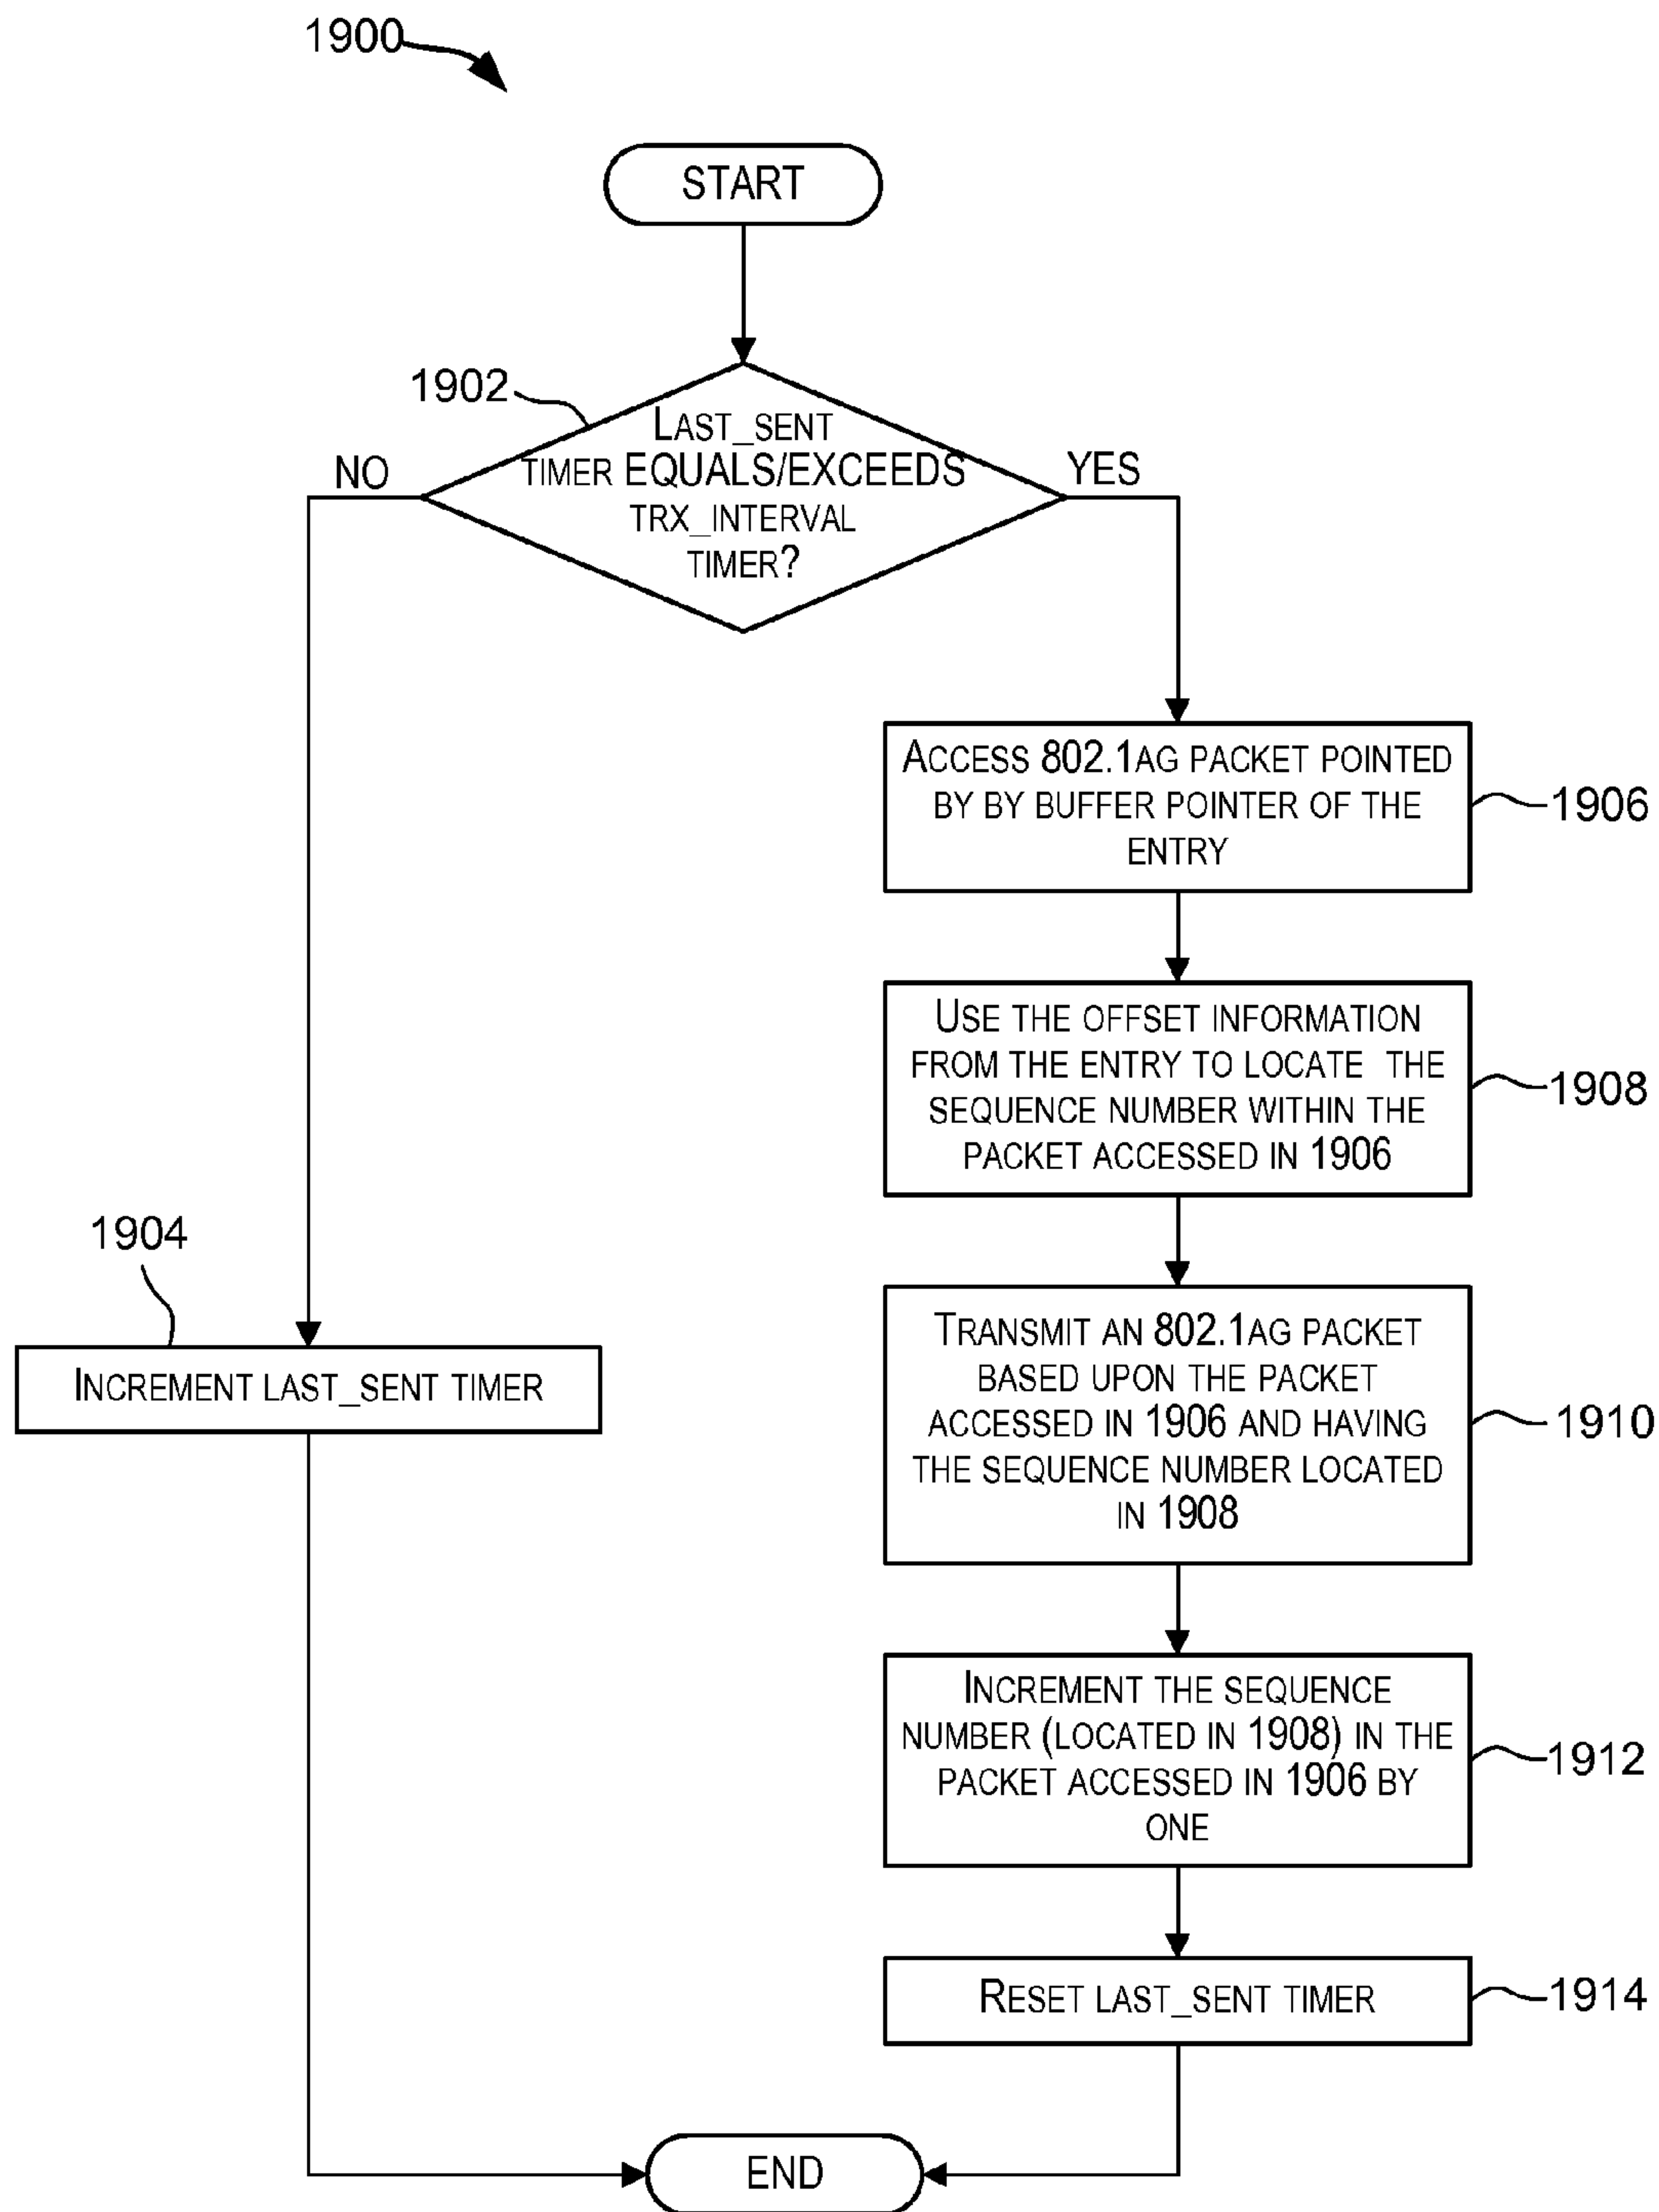 1900
START
1902
LAST_SENT
TIMER EQUALS/EXCEEDS
TRX_INTERVAL
TIMER?
NO
YES
ACCESS 802.1AG PACKET POINTED
BY BY BUFFER POINTER OF THE
ENTRY
1906
USE THE OFFSET INFORMATION
FROM THE ENTRY TO LOCATE THE
SEQUENCE NUMBER WITHIN THE
PACKET ACCESSED IN 1906
1908
1904
INCREMENT LAST_SENT TIMER
TRANSMIT AN 802.1AG PACKET
BASED UPON THE PACKET
ACCESSED IN 1906 AND HAVING
THE SEQUENCE NUMBER LOCATED
IN 1908
1910
INCREMENT THE SEQUENCE
NUMBER (LOCATED IN 1908) IN THE
PACKET ACCESSED IN 1906 BY
ONE
1912
RESET LAST_SENT TIMER
1914
END